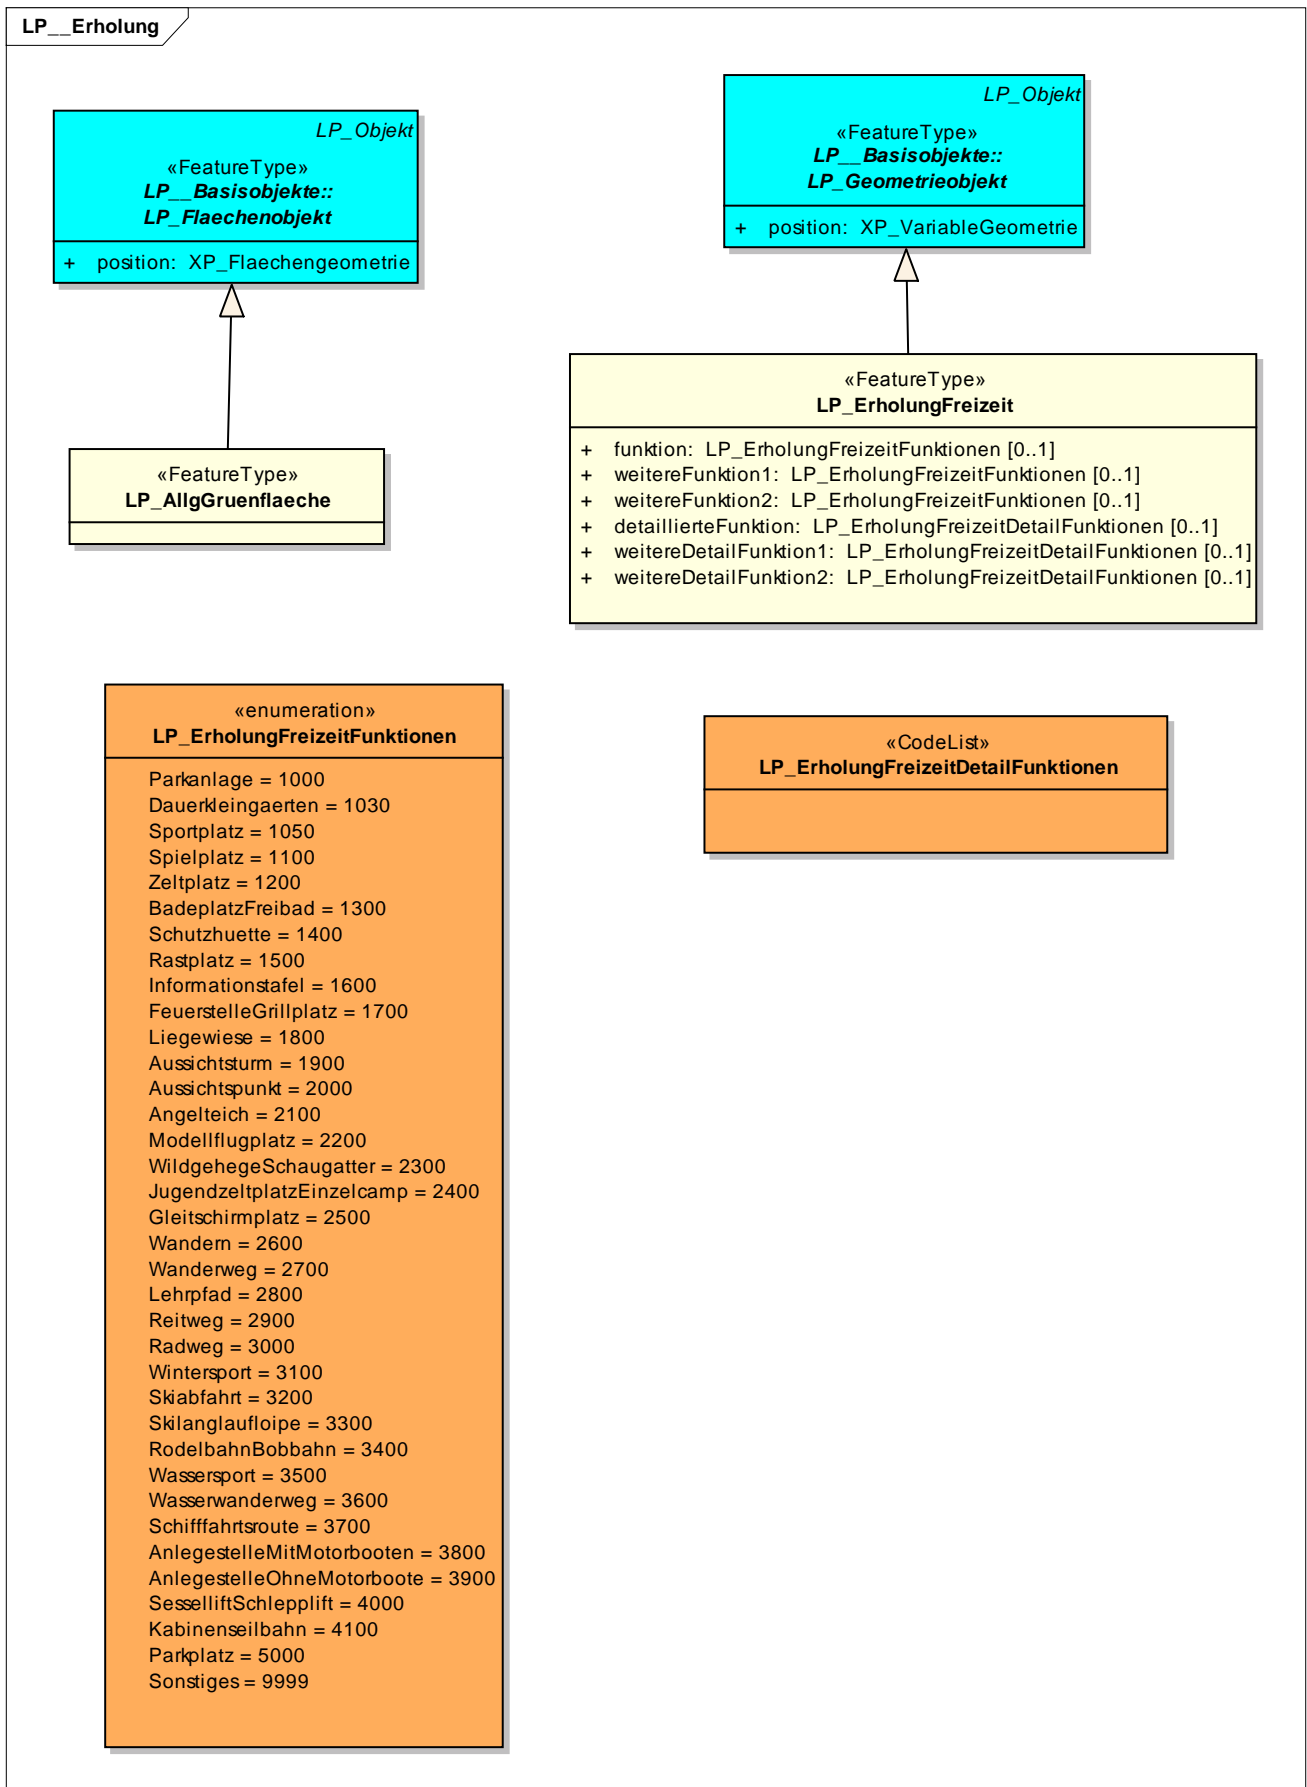 LP__Erholung
LP_Objekt
«FeatureType»
LP__Basisobjekte::
LP_Flaechenobjekt
+ position: XP_Flaechengeometrie
LP_Objekt
«FeatureType»
LP__Basisobjekte::
LP_Geometrieobjekt
+ position: XP_VariableGeometrie
«FeatureType»
LP_AllgGruenflaeche
«FeatureType»
LP_ErholungFreizeit
+ funktion: LP_ErholungFreizeitFunktionen [0..1]
+ weitereFunktion1: LP_ErholungFreizeitFunktionen [0..1]
+ weitereFunktion2: LP_ErholungFreizeitFunktionen [0..1]
+ detaillierteFunktion: LP_ErholungFreizeitDetailFunktionen [0..1]
+ weitereDetailFunktion1: LP_ErholungFreizeitDetailFunktionen [0..1]
+ weitereDetailFunktion2: LP_ErholungFreizeitDetailFunktionen [0..1]
«enumeration»
LP_ErholungFreizeitFunktionen
Parkanlage = 1000
Dauerkleingaerten = 1030
Sportplatz = 1050
Spielplatz = 1100
Zeltplatz = 1200
BadeplatzFreibad = 1300
Schutzhuette = 1400
Rastplatz = 1500
Informationstafel = 1600
FeuerstelleGrillplatz = 1700
Liegewiese = 1800
Aussichtsturm = 1900
Aussichtspunkt = 2000
Angelteich = 2100
Modellflugplatz = 2200
WildgehegeSchaugatter = 2300
JugendzeltplatzEinzelcamp = 2400
Gleitschirmplatz = 2500
Wandern = 2600
Wanderweg = 2700
Lehrpfad = 2800
Reitweg = 2900
Radweg = 3000
Wintersport = 3100
Skiabfahrt = 3200
Skilanglaufloipe = 3300
RodelbahnBobbahn = 3400
Wassersport = 3500
Wasserwanderweg = 3600
Schifffahrtsroute = 3700
AnlegestelleMitMotorbooten = 3800
AnlegestelleOhneMotorboote = 3900
SesselliftSchlepplift = 4000
Kabinenseilbahn = 4100
Parkplatz = 5000
Sonstiges = 9999
«CodeList»
LP_ErholungFreizeitDetailFunktionen